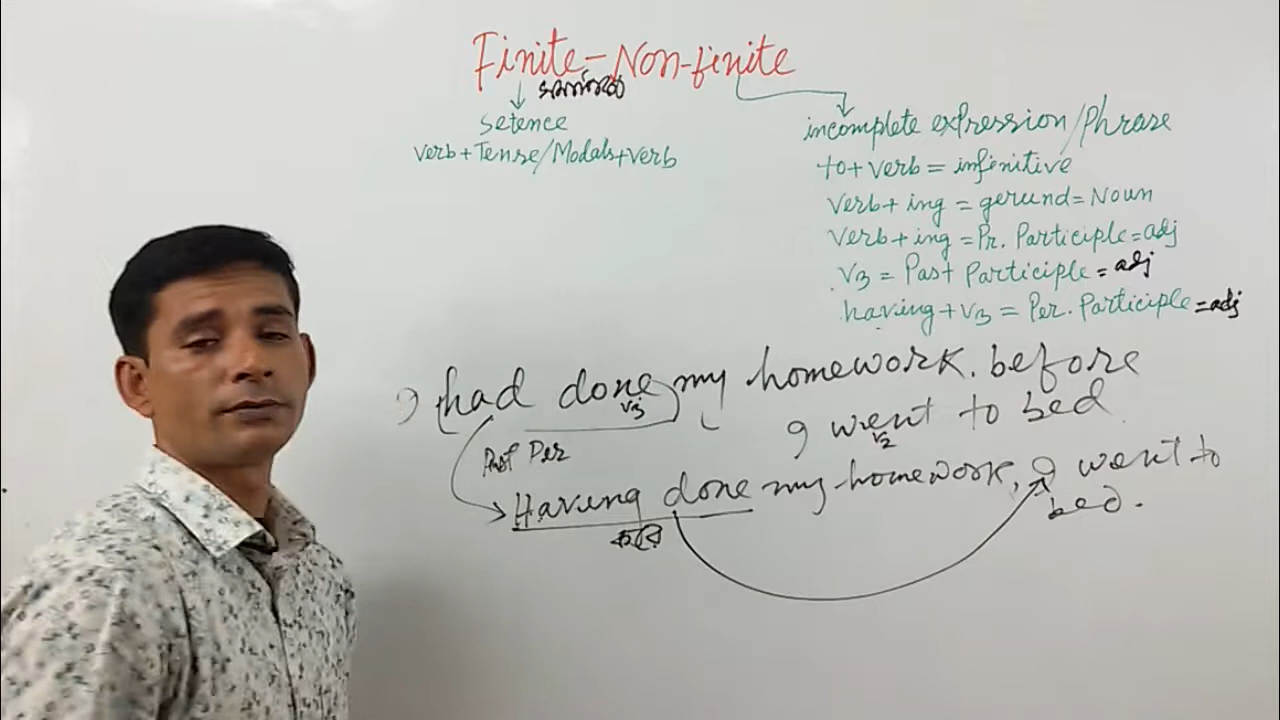 Finite-Non-finite
setence
verb+Tense/Modals+verb
incomplete expression/Phrase
to+verb = infinitive
verb+ing = gerund=Noun
verb+ing =Pr. Participle=adj
v3 = Past Participle=adj
having+v3 = Per. Participle=adj
I had done my homework. before
v3
I went to bed
v2
Past Per
Having done my homework, I went to
bed.
করে